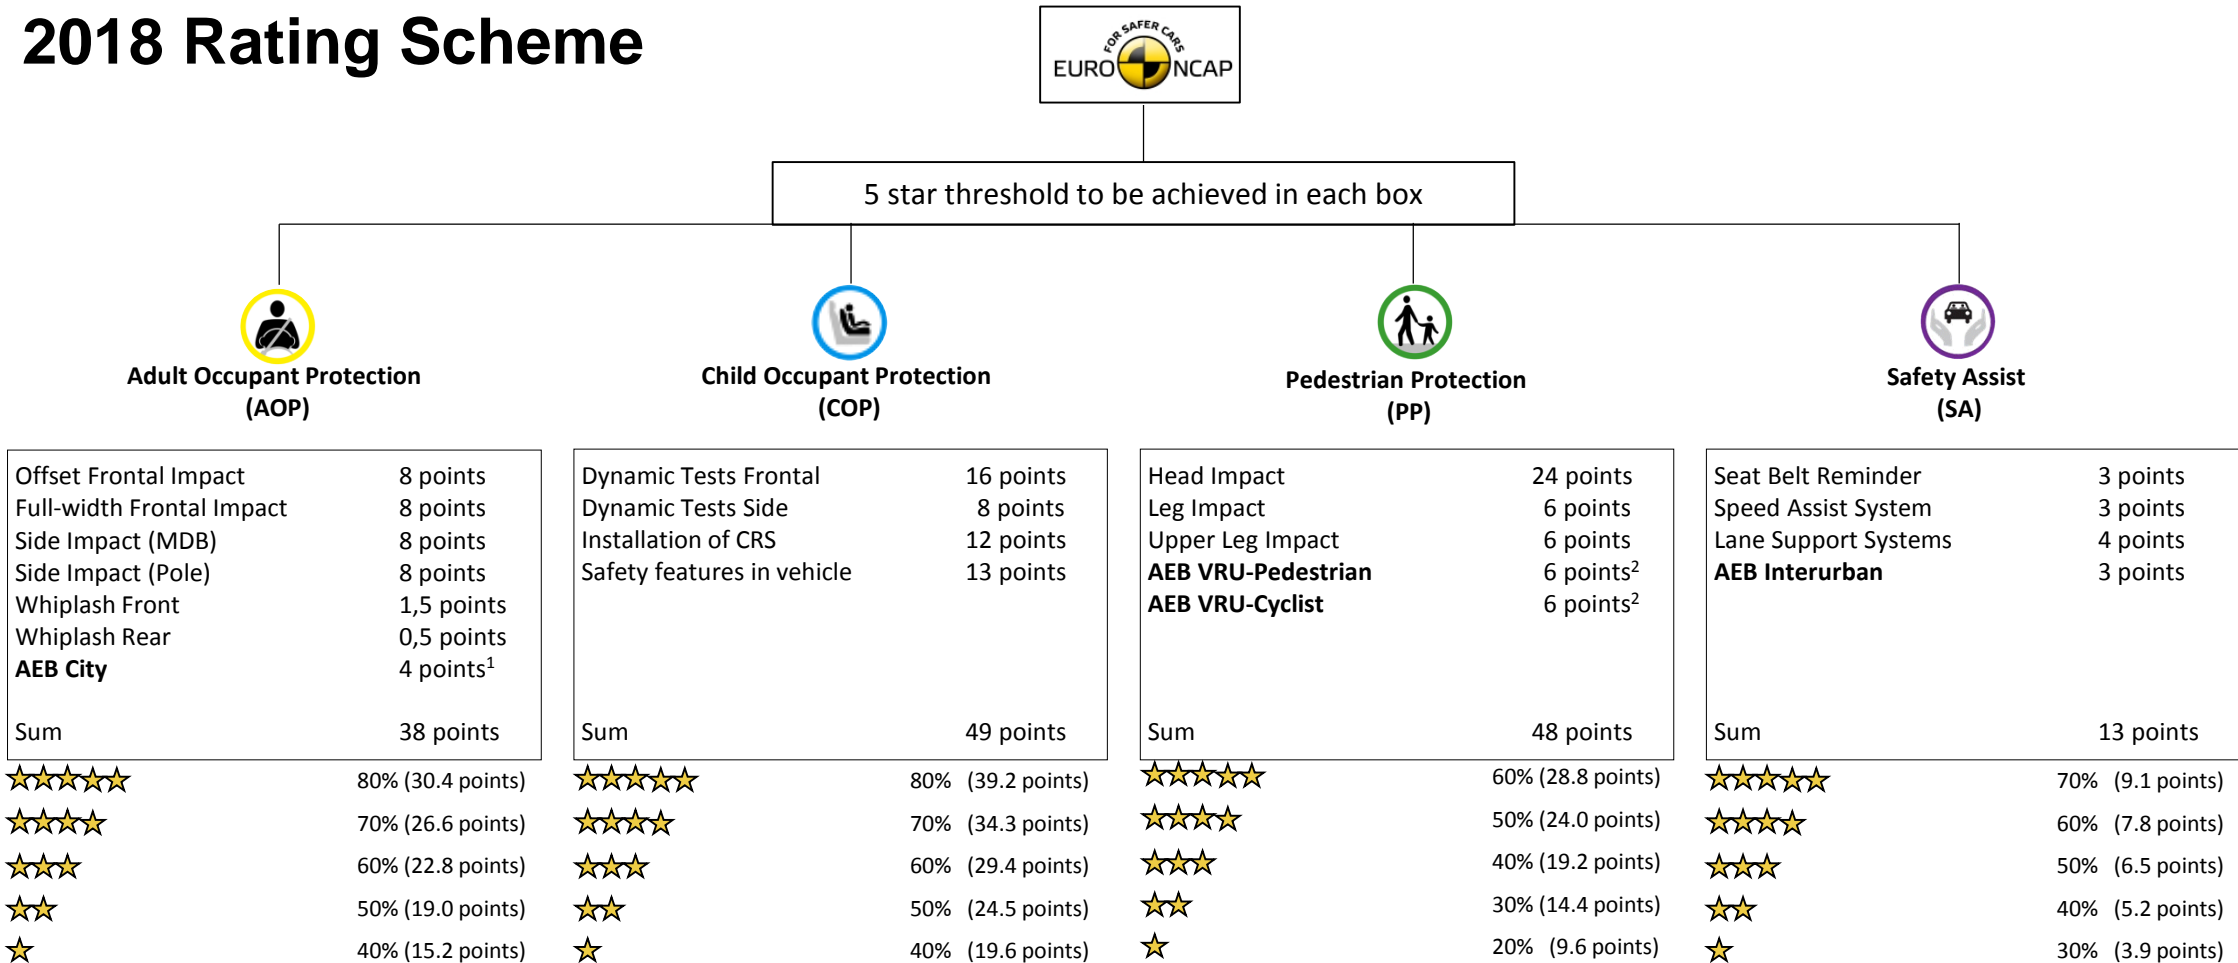 2018 Rating Scheme
FOR SAFER CARS
EURO NCAP
5 star threshold to be achieved in each box
Adult Occupant Protection
(AOP)
Offset Frontal Impact 8 points
Full-width Frontal Impact 8 points
Side Impact (MDB) 8 points
Side Impact (Pole) 8 points
Whiplash Front 1,5 points
Whiplash Rear 0,5 points
AEB City 4 points¹
Sum 38 points
80% (30.4 points)
70% (26.6 points)
60% (22.8 points)
50% (19.0 points)
40% (15.2 points)
Child Occupant Protection
(COP)
Dynamic Tests Frontal 16 points
Dynamic Tests Side 8 points
Installation of CRS 12 points
Safety features in vehicle 13 points
Sum 49 points
80% (39.2 points)
70% (34.3 points)
60% (29.4 points)
50% (24.5 points)
40% (19.6 points)
Pedestrian Protection
(PP)
Head Impact 24 points
Leg Impact 6 points
Upper Leg Impact 6 points
AEB VRU-Pedestrian 6 points²
AEB VRU-Cyclist 6 points²
Sum 48 points
60% (28.8 points)
50% (24.0 points)
40% (19.2 points)
30% (14.4 points)
20% (9.6 points)
Safety Assist
(SA)
Seat Belt Reminder 3 points
Speed Assist System 3 points
Lane Support Systems 4 points
AEB Interurban 3 points
Sum 13 points
70% (9.1 points)
60% (7.8 points)
50% (6.5 points)
40% (5.2 points)
30% (3.9 points)